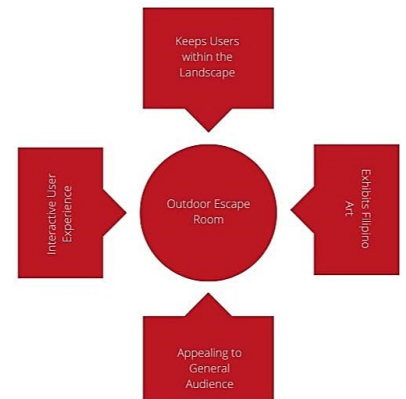 Keeps Users
within the
Landscape
Interactive User
Experience
Outdoor Escape
Room
Exhibits Filipino
Art
Appealing to
General
Audience